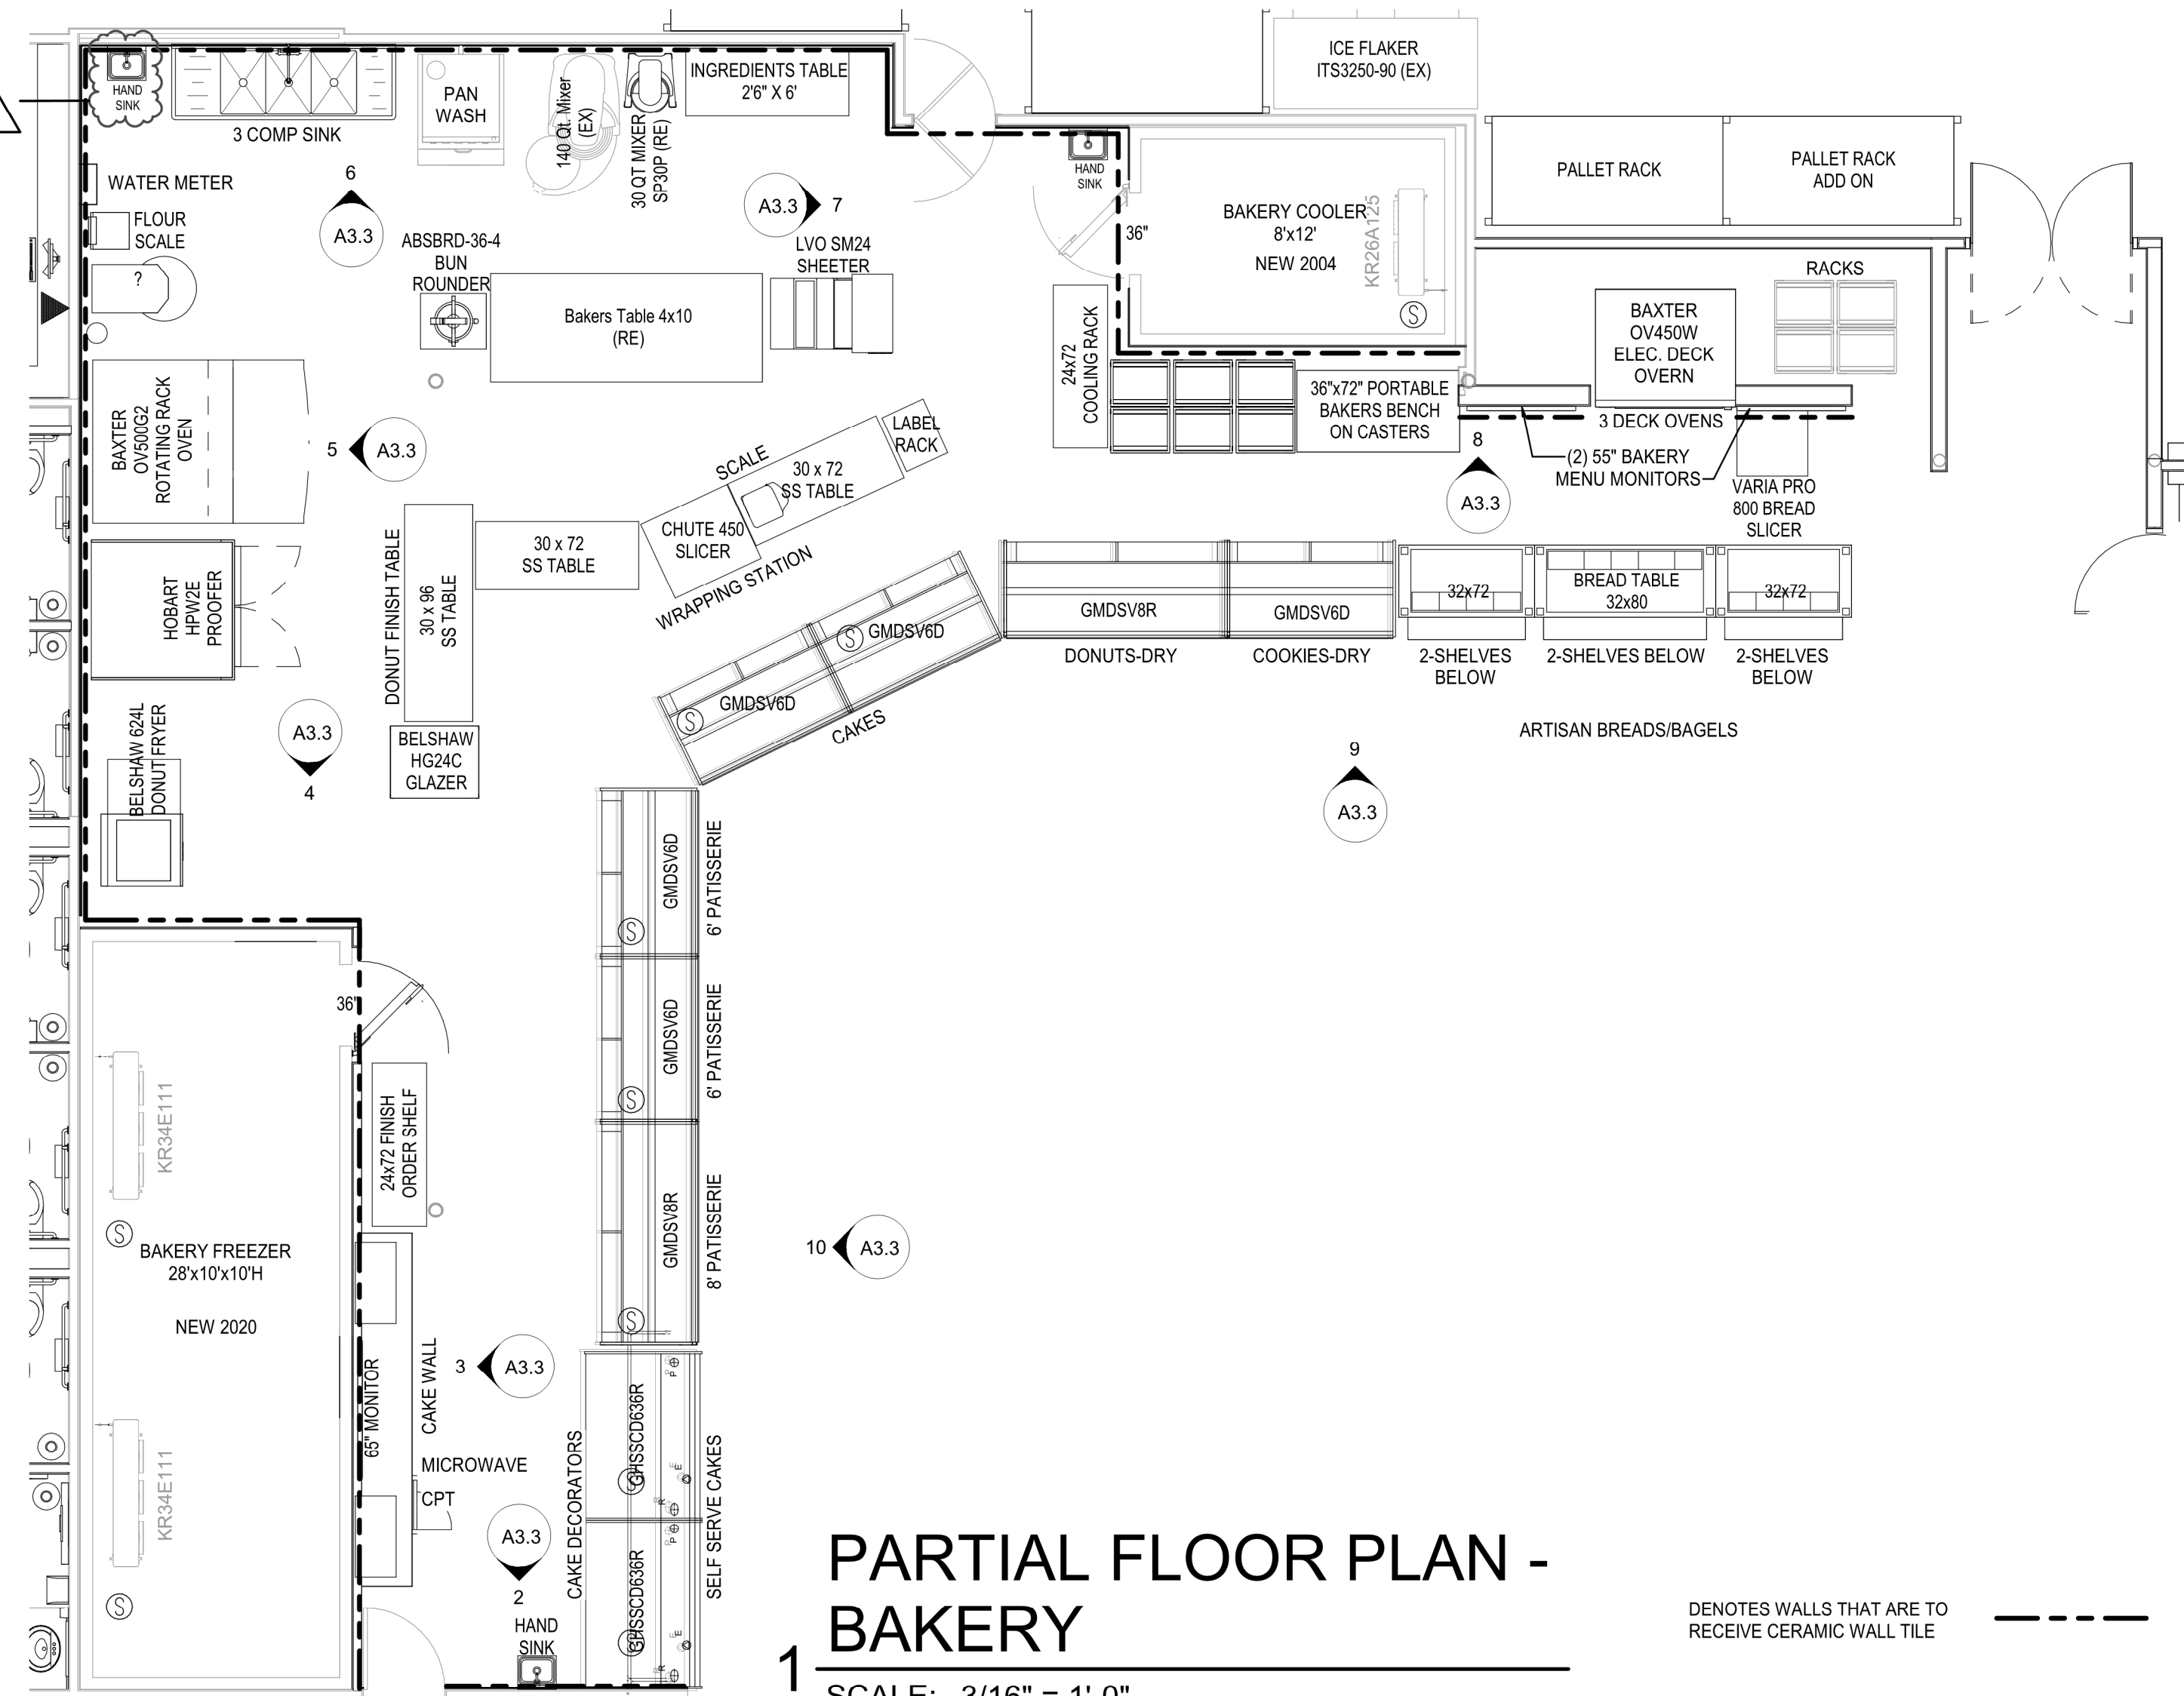 HAND
SINK
3 COMP SINK
PAN
WASH
140 Qt. Mixer
(EX)
30 QT MIXER
SP30P (RE)
INGREDIENTS TABLE
2'6" X 6'
ICE FLAKER
ITS3250-90 (EX)
HAND
SINK
PALLET RACK
PALLET RACK
ADD ON
WATER METER
FLOUR
SCALE
?
6
A3.3
A3.3
7
ABSBRD-36-4
BUN
ROUNDER
Bakers Table 4x10
(RE)
LVO SM24
SHEETER
36"
BAKERY COOLER
8'x12'
NEW 2004
KR26A125
S
RACKS
BAXTER
OV450W
ELEC. DECK
OVERN
3 DECK OVENS
24x72
COOLING RACK
36"x72" PORTABLE
BAKERS BENCH
ON CASTERS
8
A3.3
(2) 55" BAKERY
MENU MONITORS
VARIA PRO
800 BREAD
SLICER
BAXTER
OV500G2
ROTATING RACK
OVEN
5
A3.3
LABEL
RACK
SCALE
30 x 72
SS TABLE
CHUTE 450
SLICER
WRAPPING STATION
30 x 72
SS TABLE
DONUT FINISH TABLE
30 x 96
SS TABLE
HOBART
HPW2E
PROOFER
GMDSV8R
GMDSV6D
DONUTS-DRY
COOKIES-DRY
32x72
BREAD TABLE
32x80
32x72
2-SHELVES
BELOW
2-SHELVES BELOW
2-SHELVES
BELOW
ARTISAN BREADS/BAGELS
S
GMDSV6D
S
GMDSV6D
CAKES
BELSHAW 624L
DONUT FRYER
A3.3
4
BELSHAW
HG24C
GLAZER
9
A3.3
GMDSV6D
6' PATISSERIE
S
GMDSV6D
6' PATISSERIE
S
GMDSV8R
8' PATISSERIE
S
36"
24x72 FINISH
ORDER SHELF
KR34E111
S
BAKERY FREEZER
28'x10'x10'H
NEW 2020
10
A3.3
65" MONITOR
CAKE WALL
3
A3.3
KR34E111
S
MICROWAVE
CPT
A3.3
2
HAND
SINK
CAKE DECORATORS
GHSSCD636R
S
GHSSCD636R
S
SELF SERVE CAKES
PARTIAL FLOOR PLAN -
BAKERY
1
SCALE: 3/16" = 1'-0"
DENOTES WALLS THAT ARE TO
RECEIVE CERAMIC WALL TILE